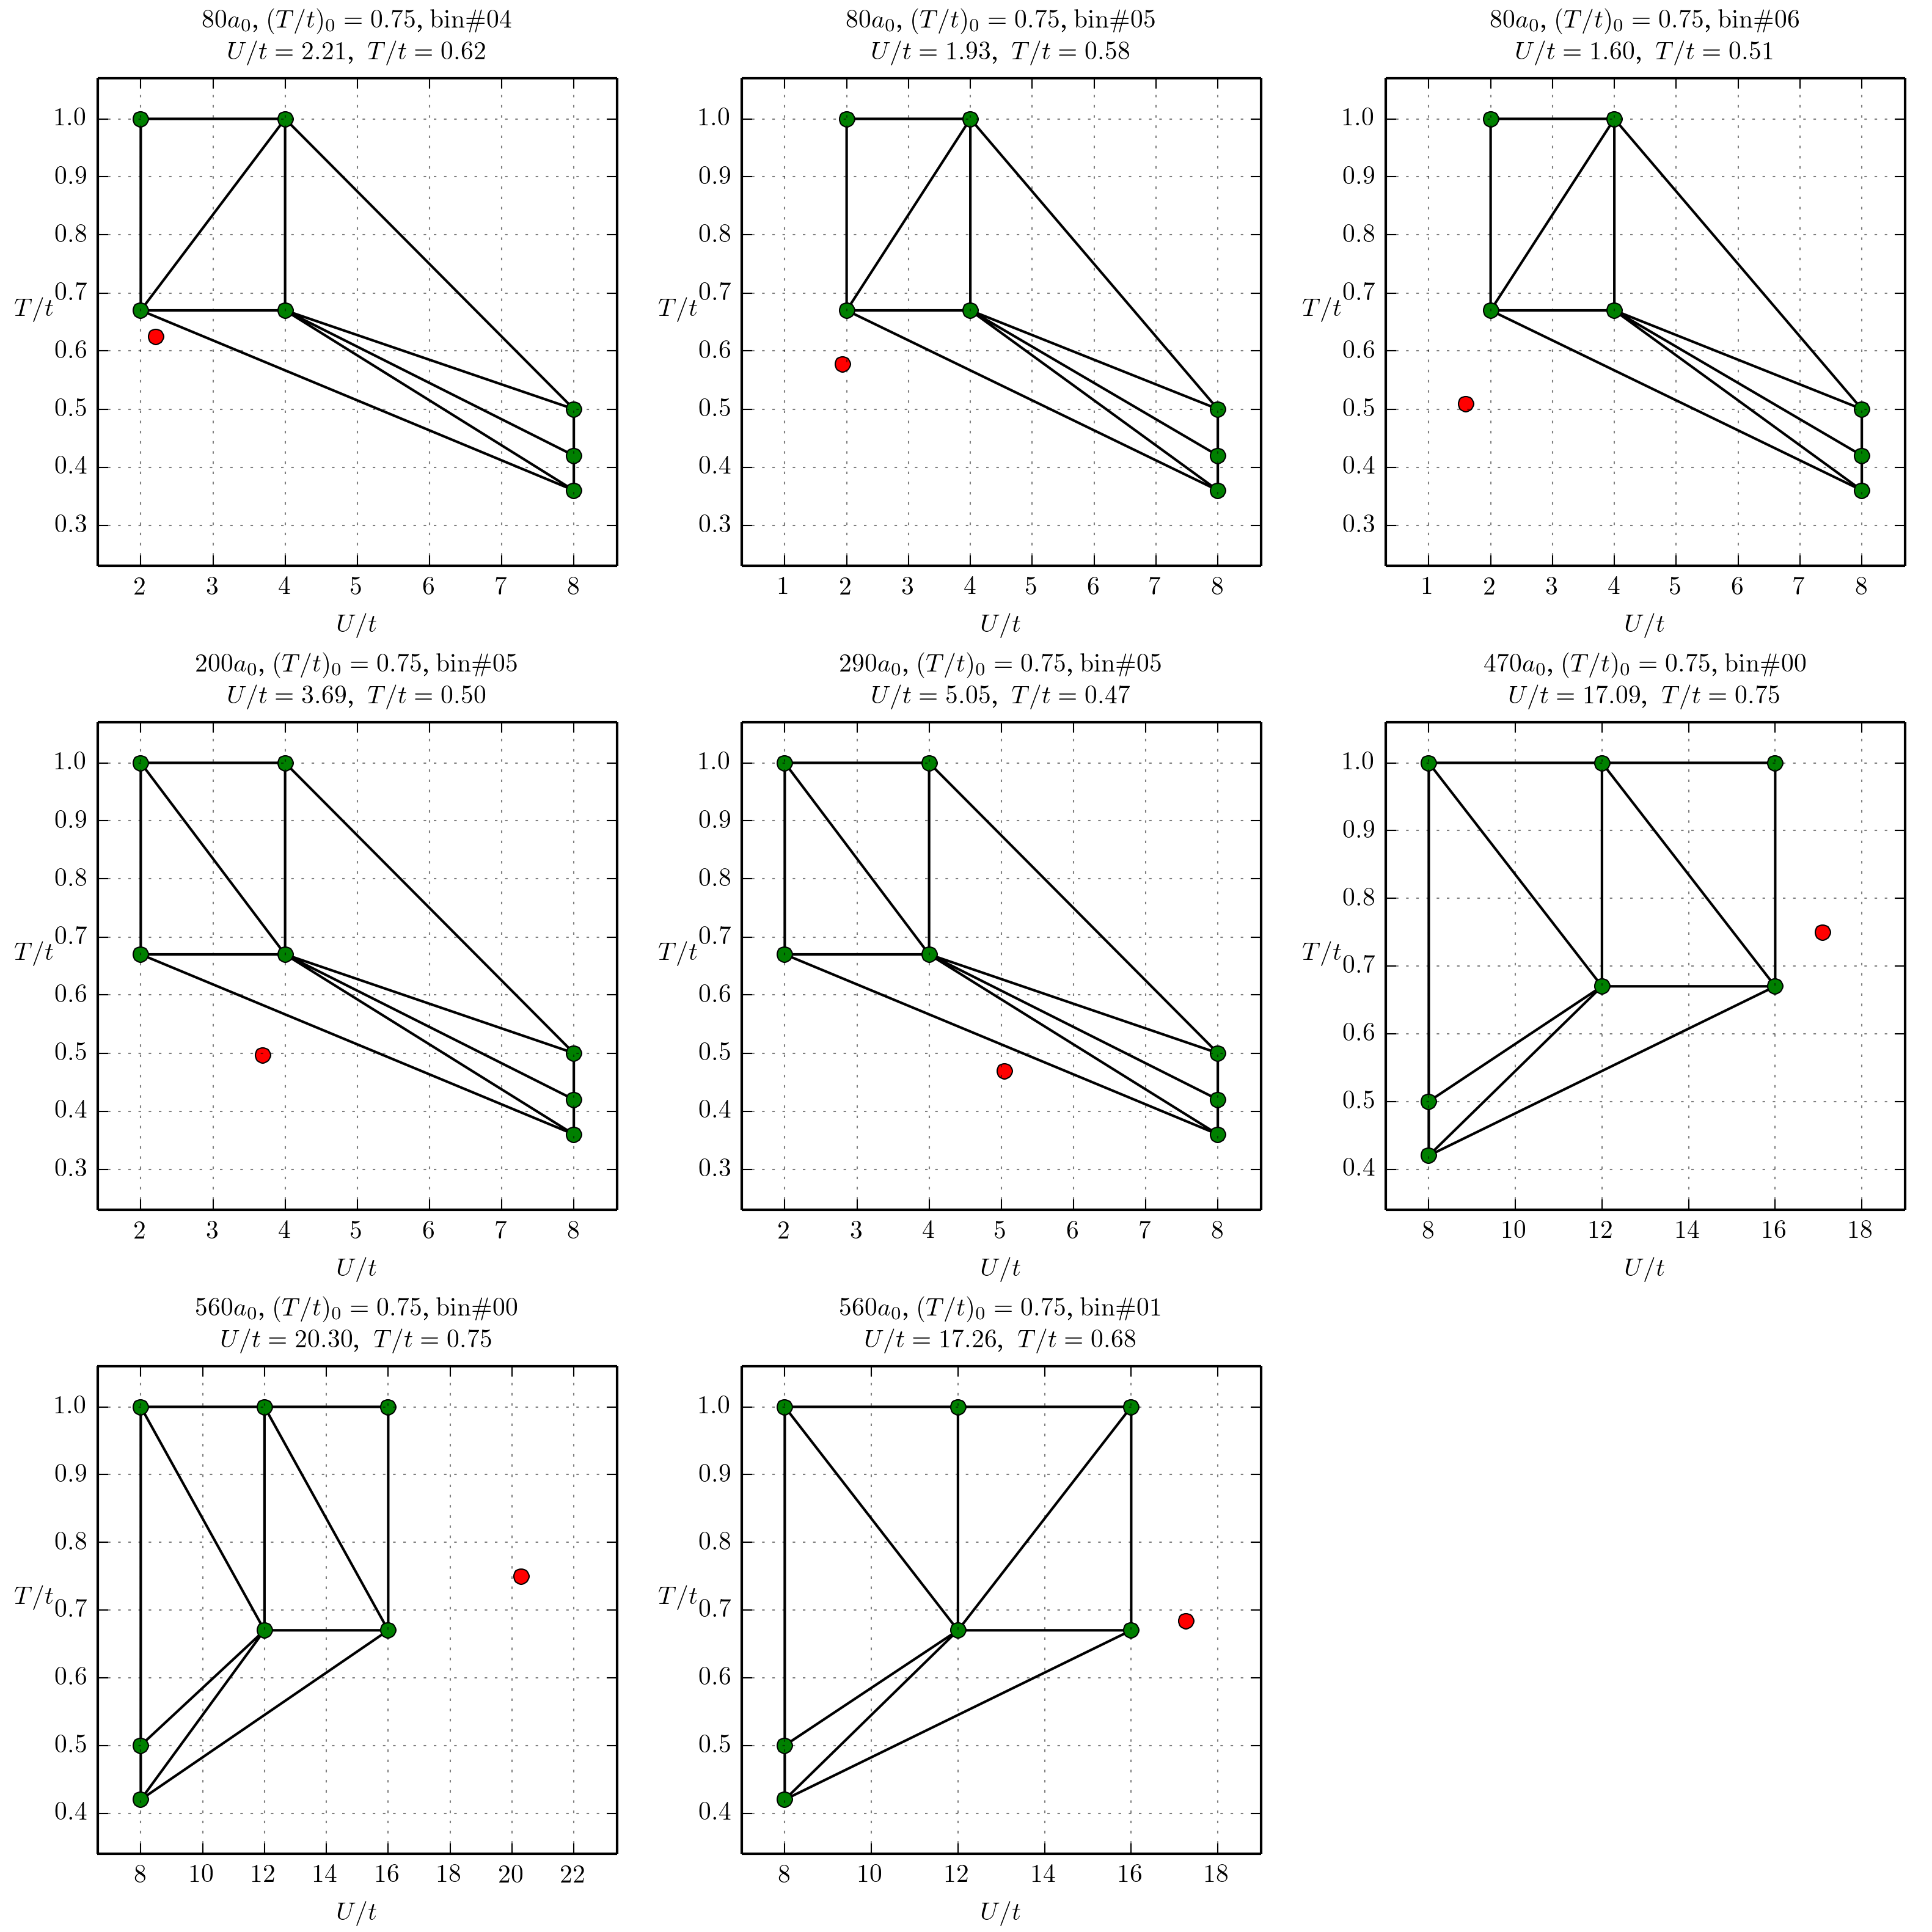 80a₀, (T/t)₀ = 0.75, bin#04
U/t = 2.21, T/t = 0.62
1.0
0.9
0.8
0.7
T/t
0.6
0.5
0.4
0.3
2 3 4 5 6 7 8
U/t
80a₀, (T/t)₀ = 0.75, bin#05
U/t = 1.93, T/t = 0.58
1.0
0.9
0.8
0.7
T/t
0.6
0.5
0.4
0.3
1 2 3 4 5 6 7 8
U/t
80a₀, (T/t)₀ = 0.75, bin#06
U/t = 1.60, T/t = 0.51
1.0
0.9
0.8
0.7
T/t
0.6
0.5
0.4
0.3
1 2 3 4 5 6 7 8
U/t
200a₀, (T/t)₀ = 0.75, bin#05
U/t = 3.69, T/t = 0.50
1.0
0.9
0.8
0.7
T/t
0.6
0.5
0.4
0.3
2 3 4 5 6 7 8
U/t
290a₀, (T/t)₀ = 0.75, bin#05
U/t = 5.05, T/t = 0.47
1.0
0.9
0.8
0.7
T/t
0.6
0.5
0.4
0.3
2 3 4 5 6 7 8
U/t
470a₀, (T/t)₀ = 0.75, bin#00
U/t = 17.09, T/t = 0.75
1.0
0.9
0.8
0.7
T/t
0.6
0.5
0.4
8 10 12 14 16 18
U/t
560a₀, (T/t)₀ = 0.75, bin#00
U/t = 20.30, T/t = 0.75
1.0
0.9
0.8
0.7
T/t
0.6
0.5
0.4
8 10 12 14 16 18 20 22
U/t
560a₀, (T/t)₀ = 0.75, bin#01
U/t = 17.26, T/t = 0.68
1.0
0.9
0.8
0.7
T/t
0.6
0.5
0.4
8 10 12 14 16 18
U/t